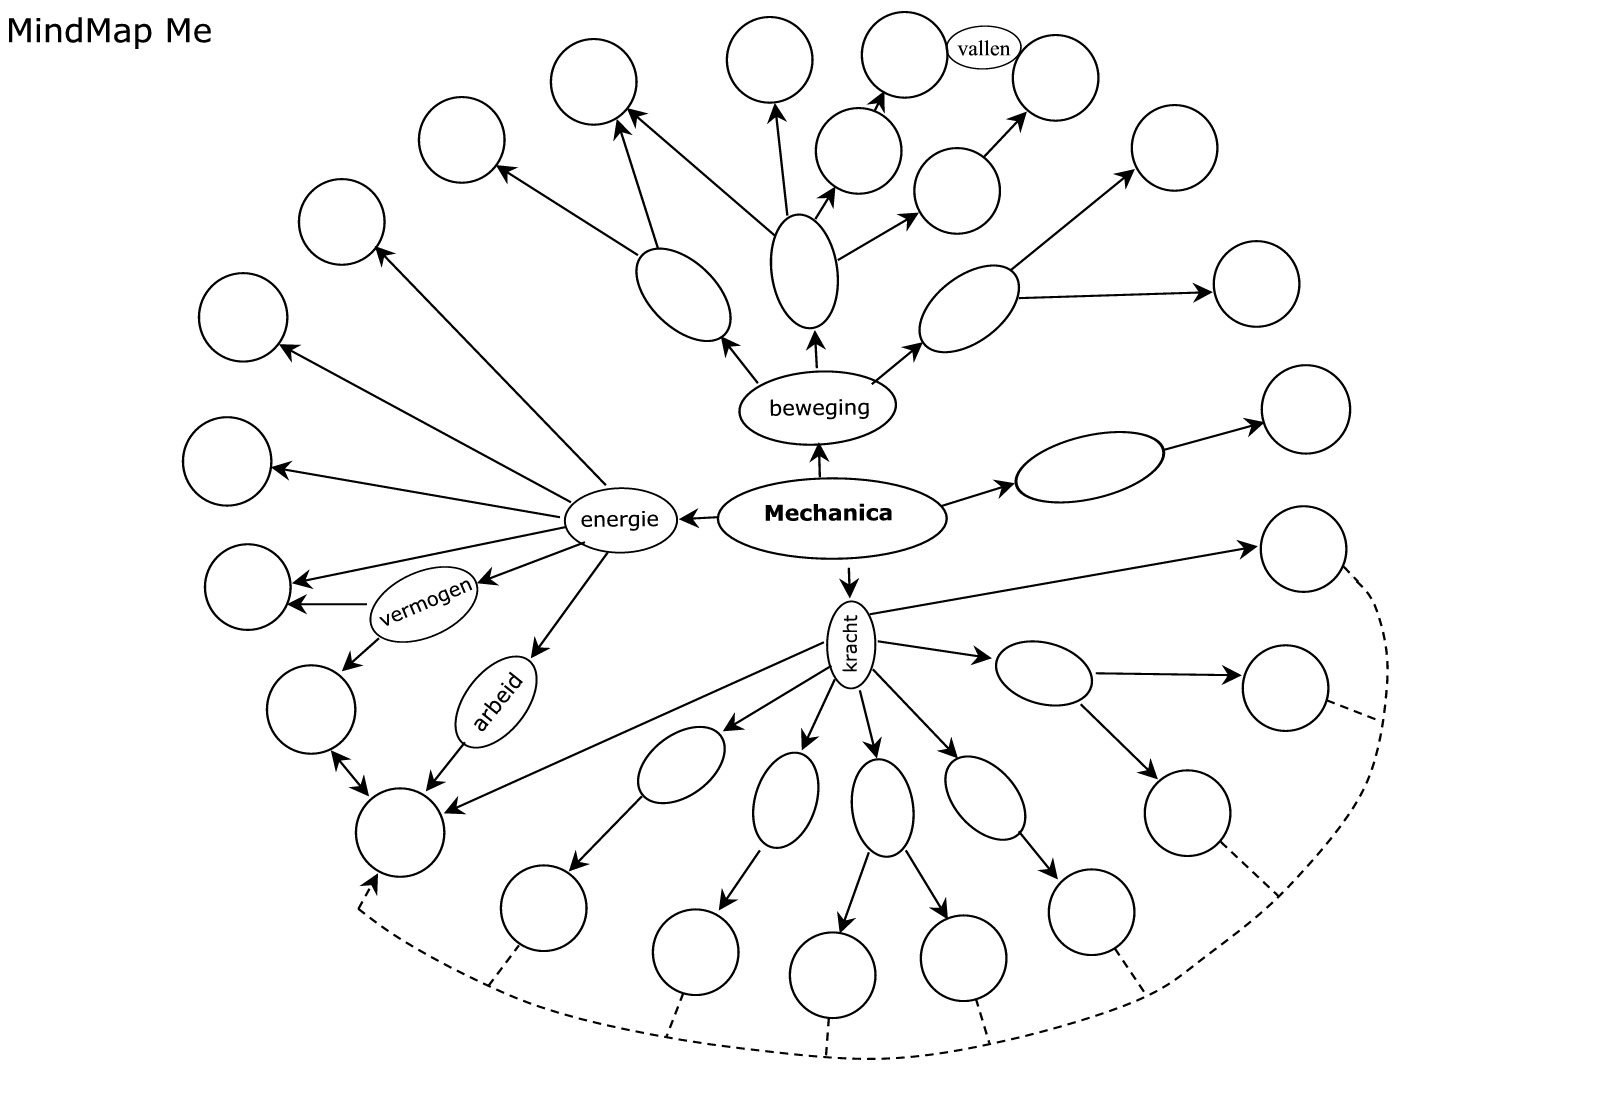 MindMap Me
vallen
beweging
Mechanica
energie
vermogen
kracht
arbeid